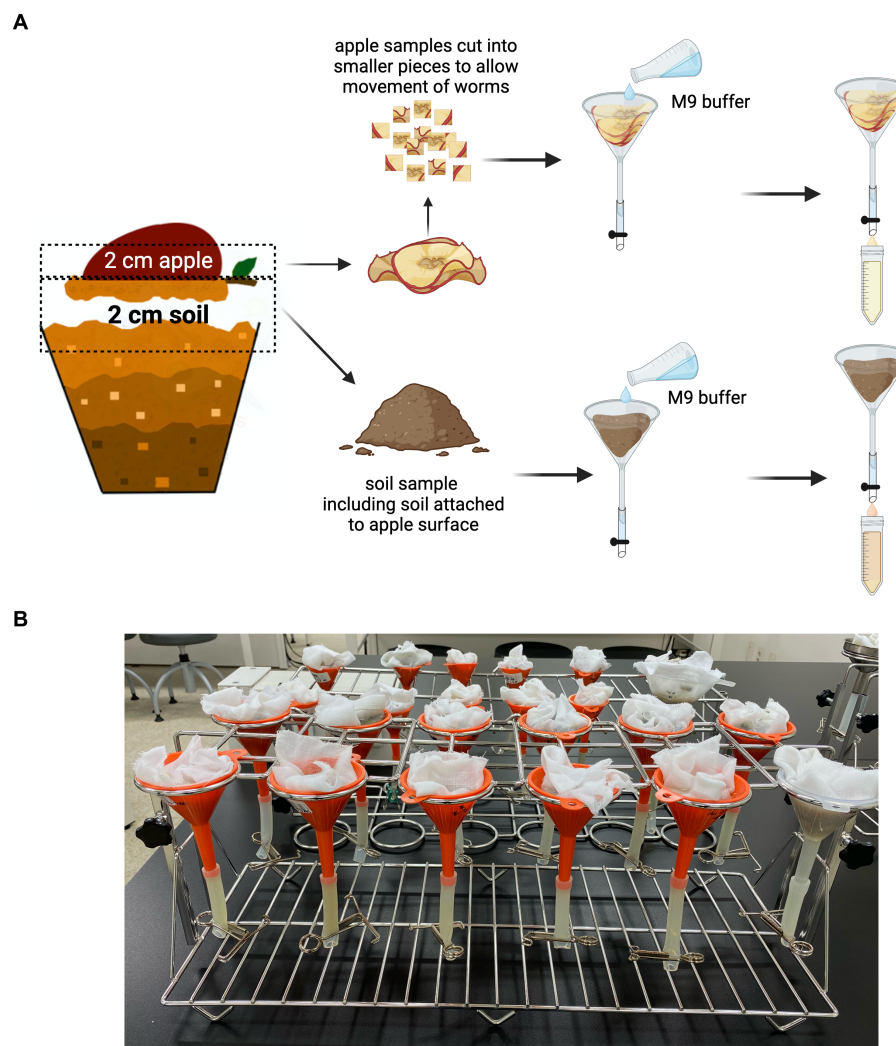 A
apple samples cut into
smaller pieces to allow
movement of worms
M9 buffer
2 cm apple
2 cm soil
M9 buffer
soil sample
including soil attached
to apple surface
B